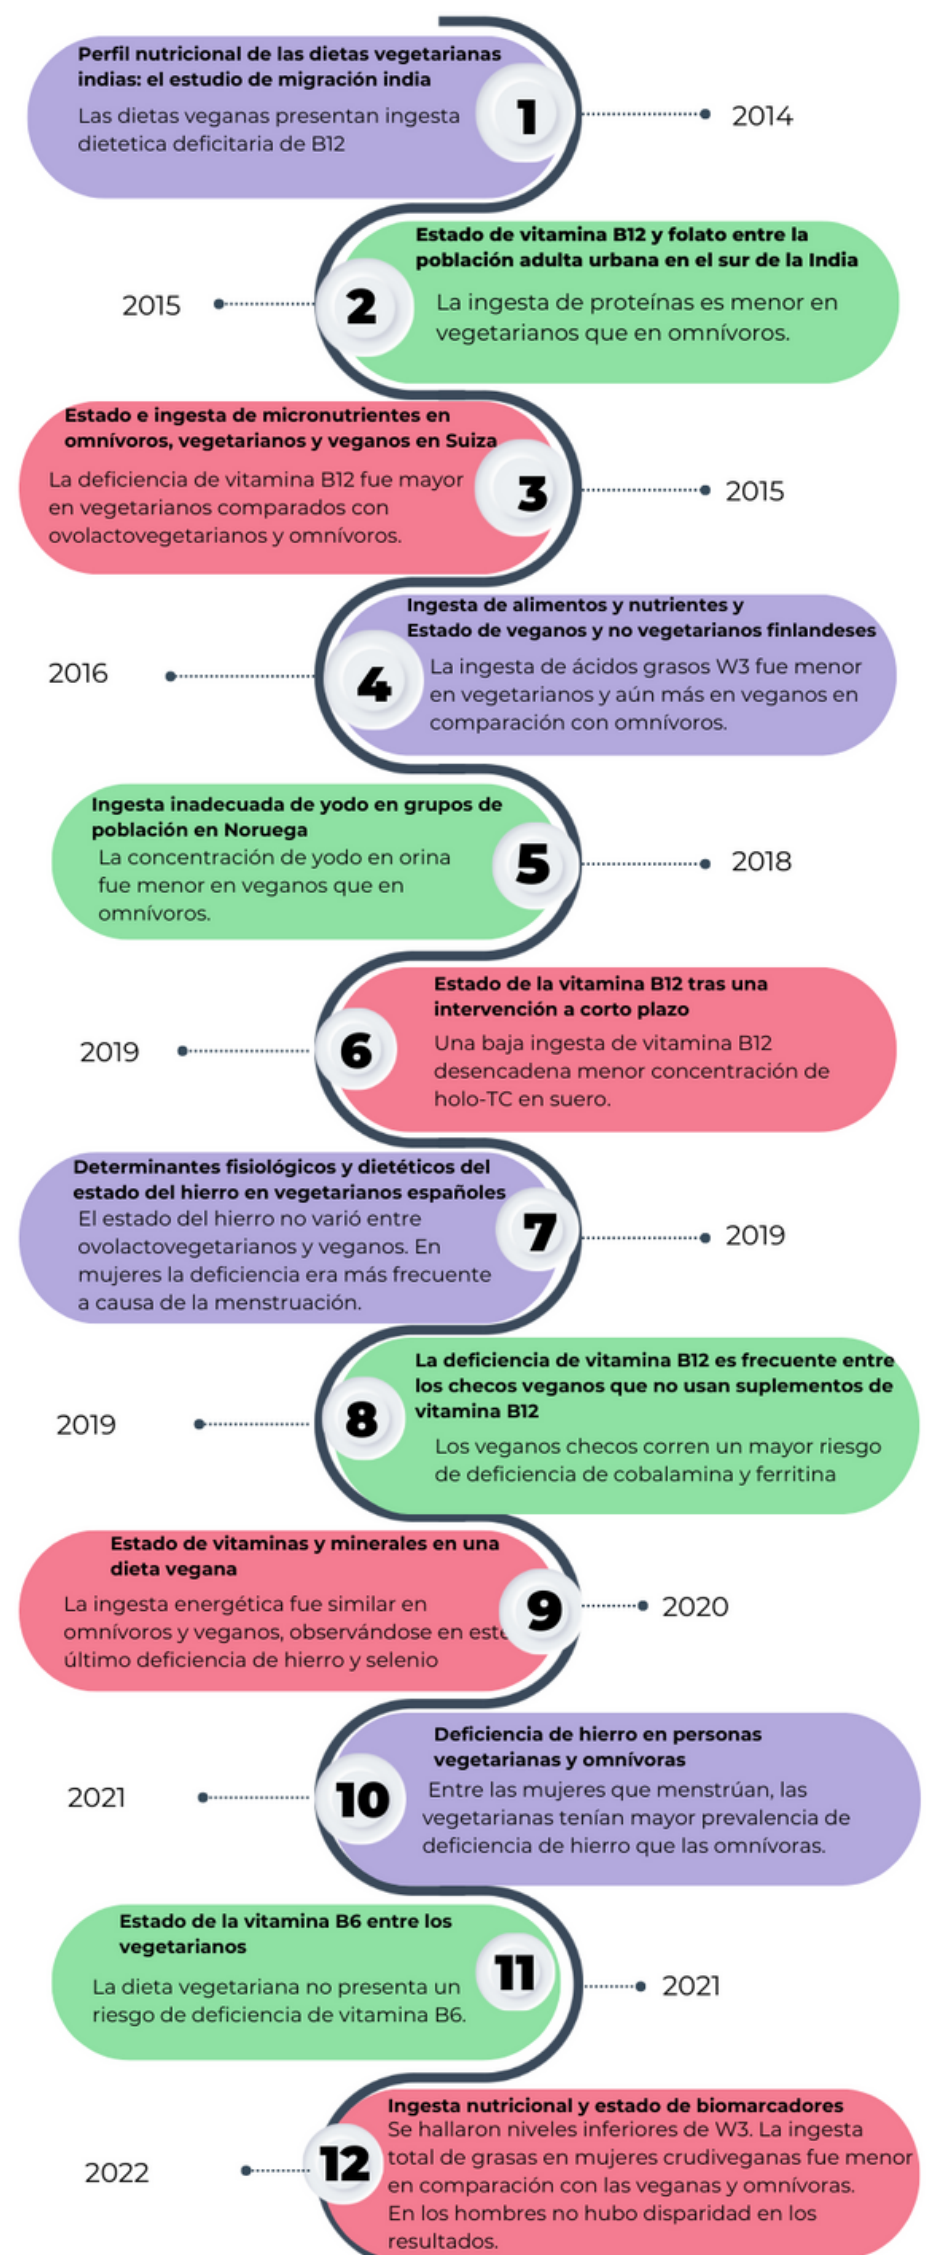 Perfil nutricional de las dietas vegetarianas
indias: el estudio de migración india
Las dietas veganas presentan ingesta
dietetica deficitaria de B12
1
2014
Estado de vitamina B12 y folato entre la
población adulta urbana en el sur de la India
La ingesta de proteínas es menor en
vegetarianos que en omnívoros.
2
2015
Estado e ingesta de micronutrientes en
omnívoros, vegetarianos y veganos en Suiza
La deficiencia de vitamina B12 fue mayor
en vegetarianos comparados con
ovolactovegetarianos y omnívoros.
3
2015
Ingesta de alimentos y nutrientes y
Estado de veganos y no vegetarianos finlandeses
La ingesta de ácidos grasos W3 fue menor
en vegetarianos y aún más en veganos en
comparación con omnívoros.
4
2016
Ingesta inadecuada de yodo en grupos de
población en Noruega
La concentración de yodo en orina
fue menor en veganos que en
omnívoros.
5
2018
Estado de la vitamina B12 tras una
intervención a corto plazo
Una baja ingesta de vitamina B12
desencadena menor concentración de
holo-TC en suero.
6
2019
Determinantes fisiológicos y dietéticos del
estado del hierro en vegetarianos españoles
El estado del hierro no varió entre
ovolactovegetarianos y veganos. En
mujeres la deficiencia era más frecuente
a causa de la menstruación.
7
2019
La deficiencia de vitamina B12 es frecuente entre
los checos veganos que no usan suplementos de
vitamina B12
Los veganos checos corren un mayor riesgo
de deficiencia de cobalamina y ferritina
8
2019
Estado de vitaminas y minerales en una
dieta vegana
La ingesta energética fue similar en
omnívoros y veganos, observándose en este
último deficiencia de hierro y selenio
9
2020
Deficiencia de hierro en personas
vegetarianas y omnívoras
Entre las mujeres que menstrúan, las
vegetarianas tenían mayor prevalencia de
deficiencia de hierro que las omnívoras.
10
2021
Estado de la vitamina B6 entre los
vegetarianos
La dieta vegetariana no presenta un
riesgo de deficiencia de vitamina B6.
11
2021
Ingesta nutricional y estado de biomarcadores
Se hallaron niveles inferiores de W3. La ingesta
total de grasas en mujeres crudiveganas fue menor
en comparación con las veganas y omnívoras.
En los hombres no hubo disparidad en los
resultados.
12
2022